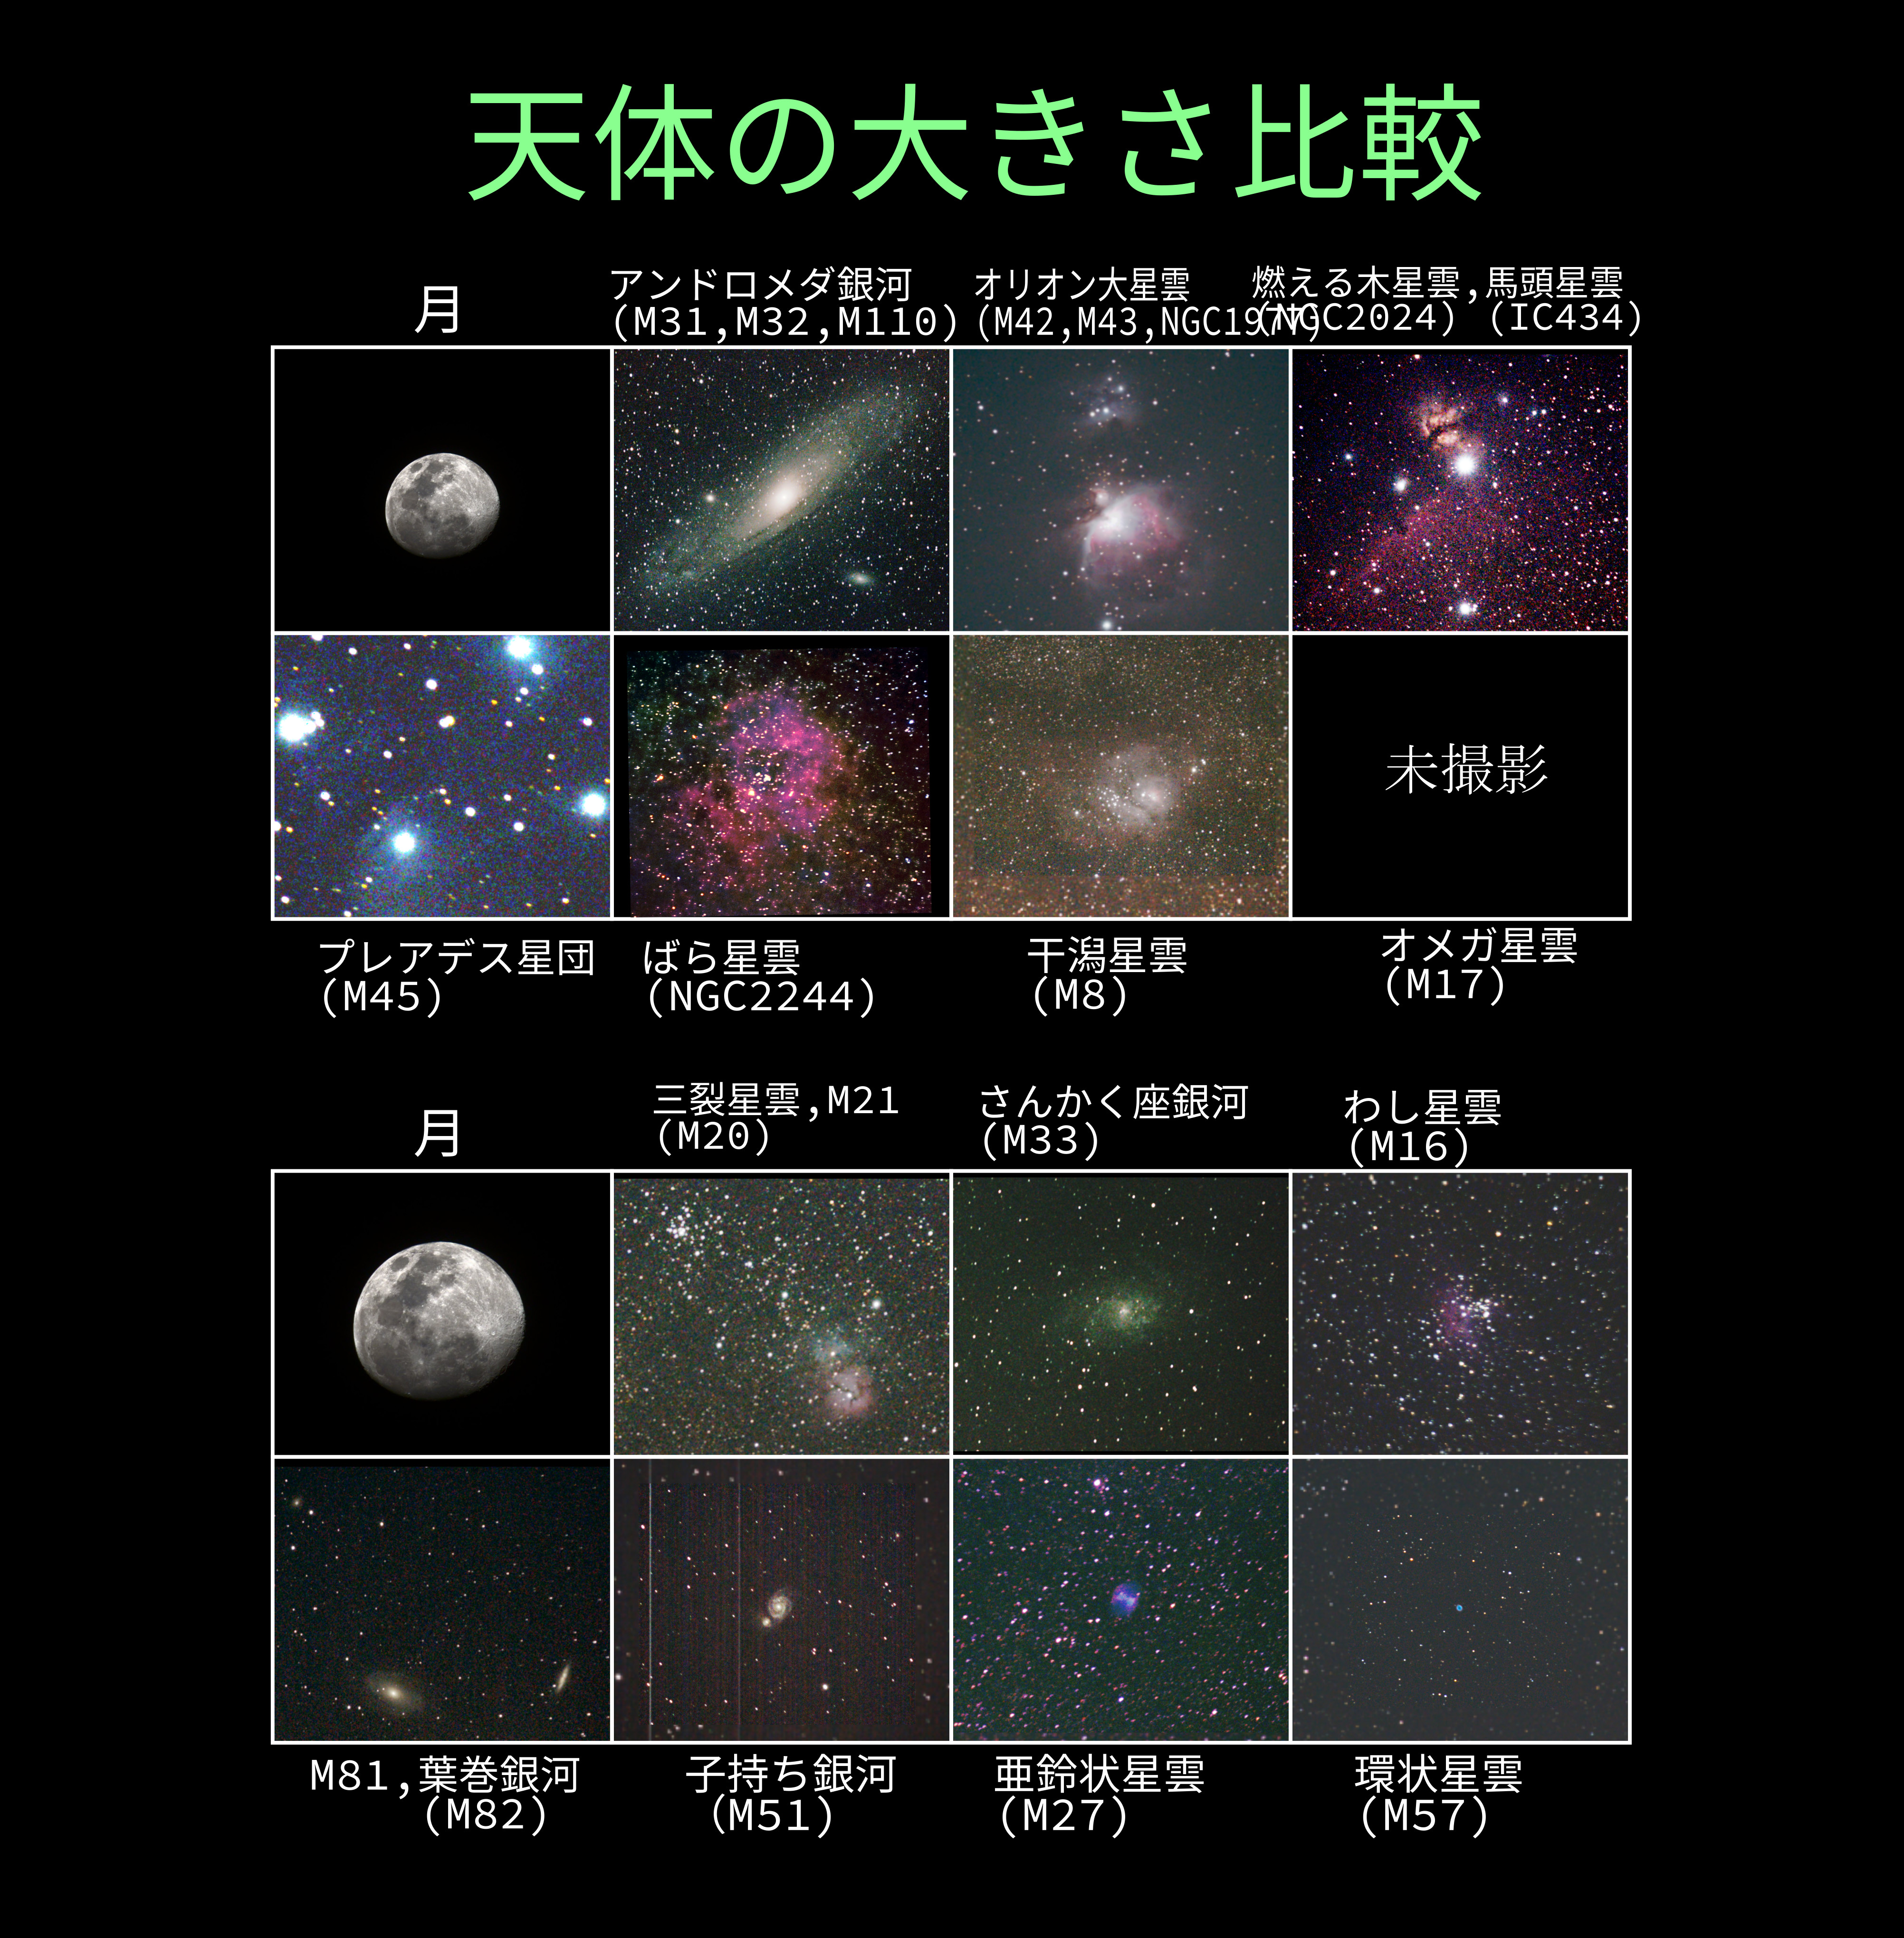 天体の大きさ比較
月
アンドロメダ銀河
(M31,M32,M110)
オリオン大星雲
(M42,M43,NGC1977)
燃える木星雲,馬頭星雲
(NGC2024) (IC434)
未撮影
プレアデス星団
(M45)
ばら星雲
(NGC2244)
干潟星雲
(M8)
オメガ星雲
(M17)
月
三裂星雲,M21
(M20)
さんかく座銀河
(M33)
わし星雲
(M16)
M81,葉巻銀河
(M82)
子持ち銀河
(M51)
亜鈴状星雲
(M27)
環状星雲
(M57)